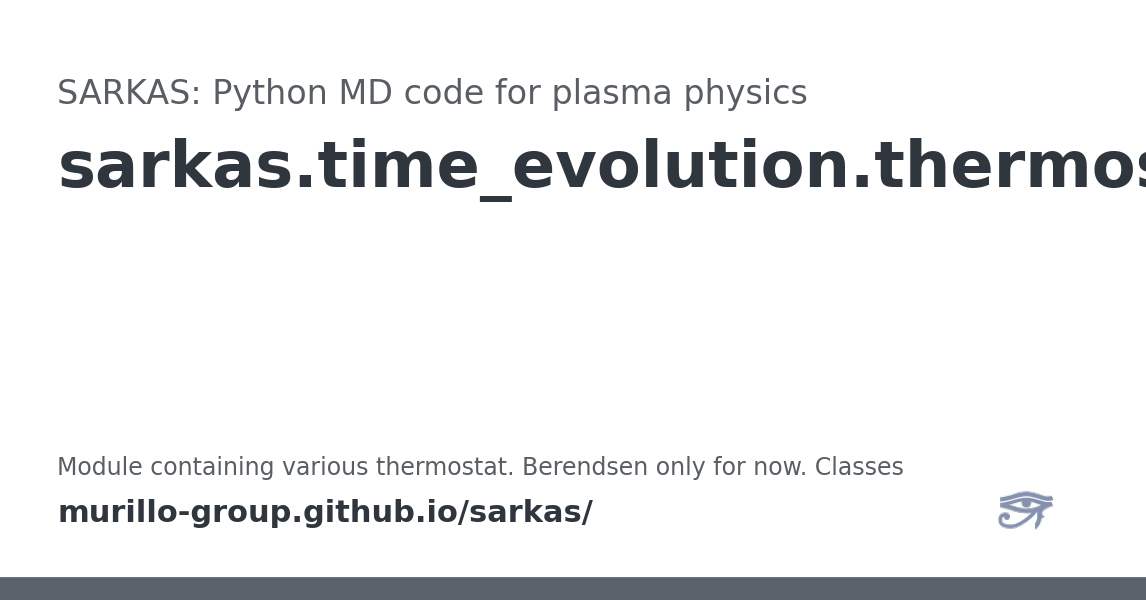 SARKAS: Python MD code for plasma physics
sarkas.time_evolution.thermos
Module containing various thermostat. Berendsen only for now. Classes
murillo-group.github.io/sarkas/